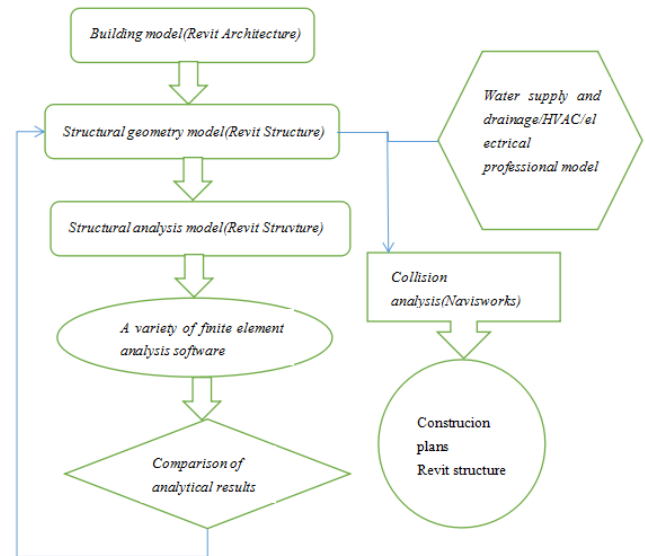 Building model(Revit Architecture)
Structural geometry model(Revit Structure)
Water supply and
drainage/HVAC/el
ectrical
professional model
Structural analysis model(Revit Struvture)
Collision
analysis(Navisworks)
A variety of finite element
analysis software
Construcion
plans
Revit structure
Comparison of
analytical results